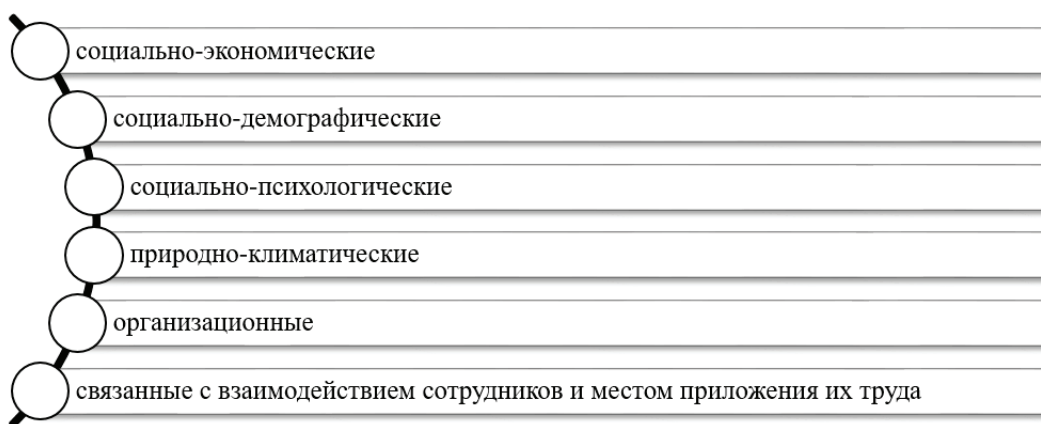 социально-экономические
социально-демографические
социально-психологические
природно-климатические
организационные
связанные с взаимодействием сотрудников и местом приложения их труда